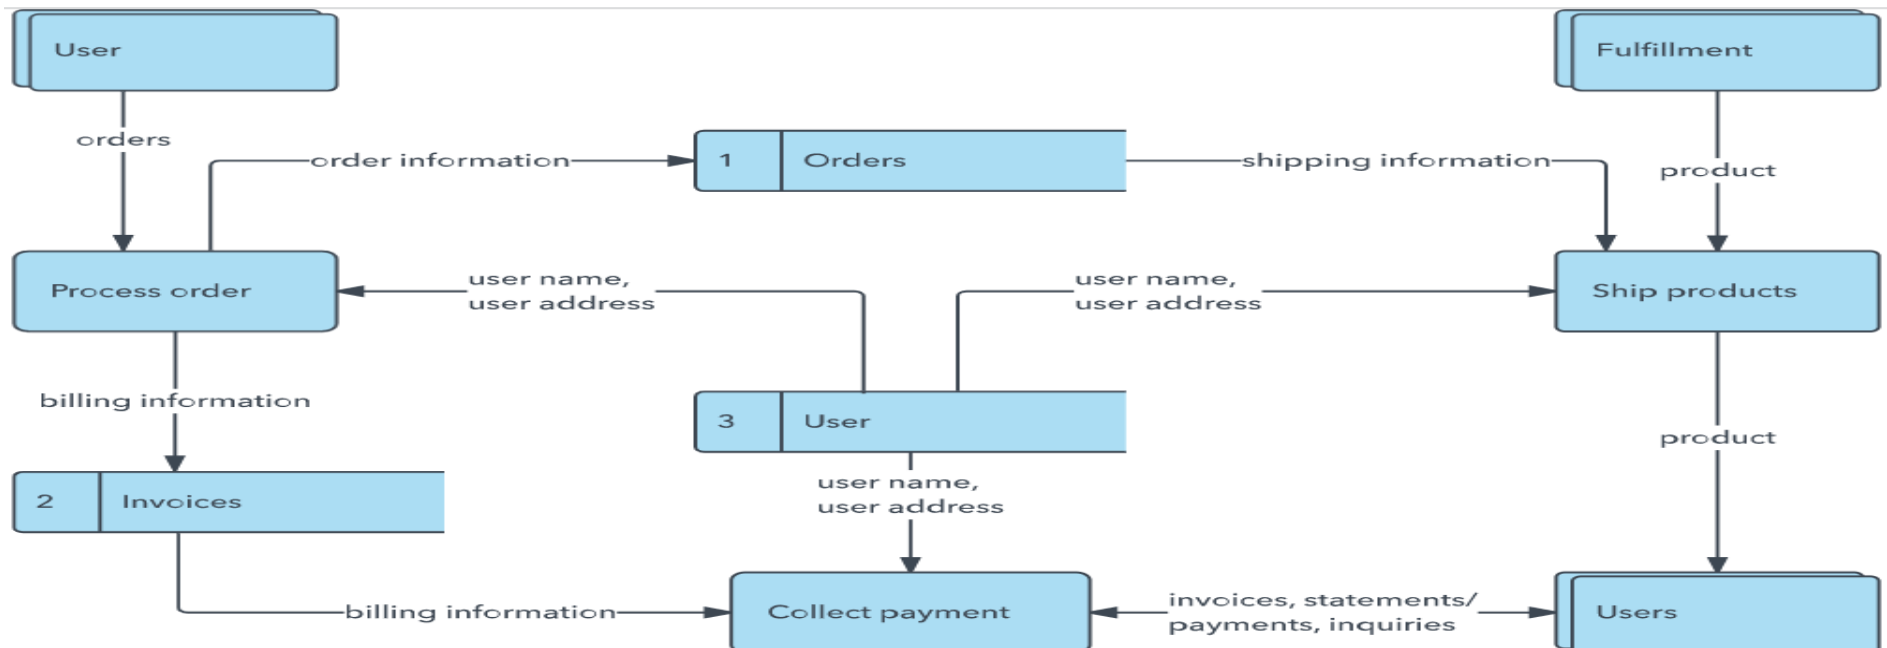 User
Fulfillment
orders
order information
1
Orders
shipping information
product
Process order
user name,
user address
user name,
user address
Ship products
billing information
3
User
product
2
Invoices
user name,
user address
billing information
Collect payment
invoices, statements/
payments, inquiries
Users